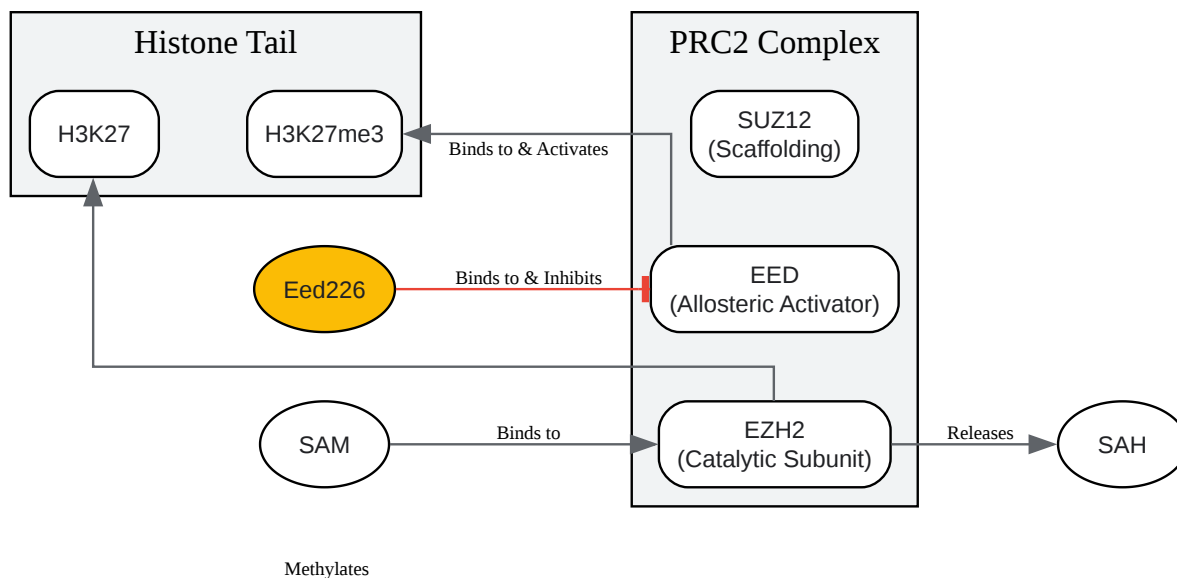 Histone Tail
PRC2 Complex
H3K27
H3K27me3
SUZ12
(Scaffolding)
Binds to & Activates
Eed226
Binds to & Inhibits
EED
(Allosteric Activator)
SAM
Binds to
EZH2
(Catalytic Subunit)
Releases
SAH
Methylates